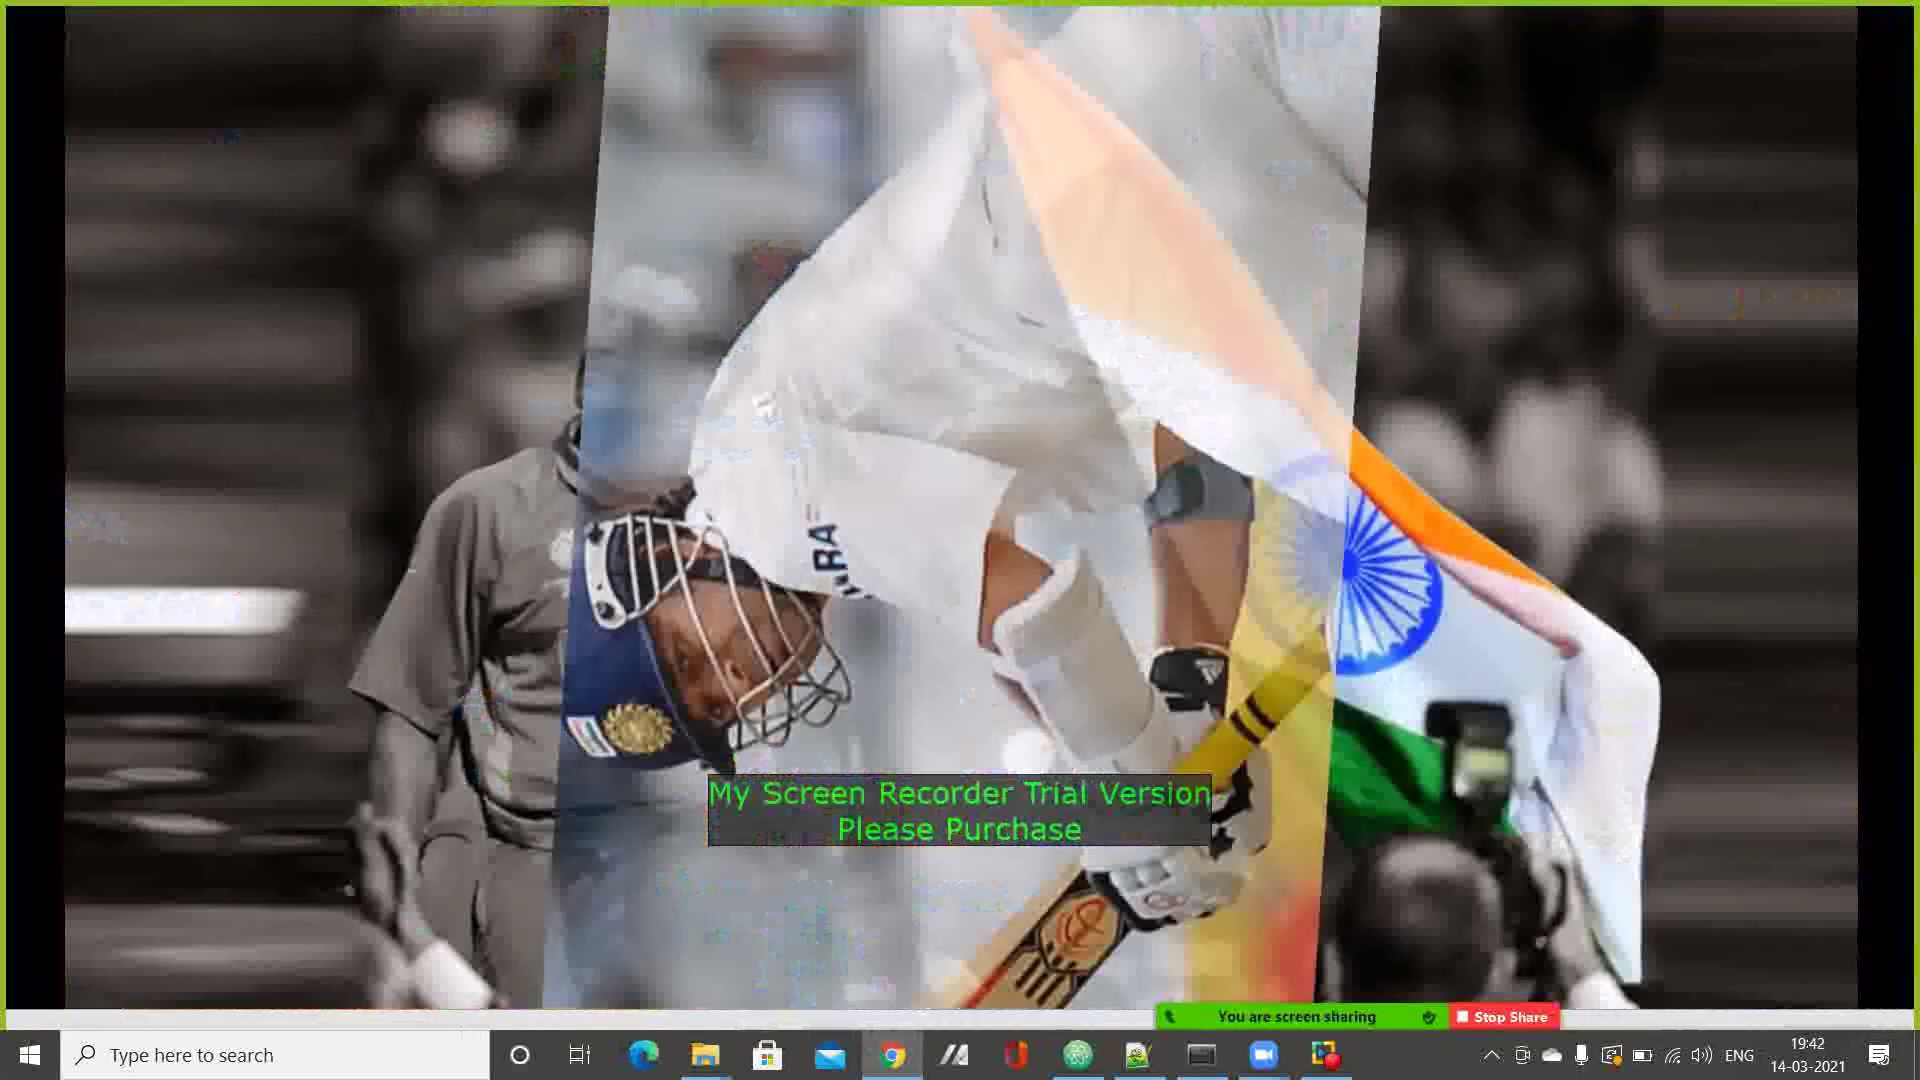 RA
My Screen Recorder Trial Version
Please Purchase
You are screen sharing
Stop Share
Type here to search
ENG
19:42
14-03-2021